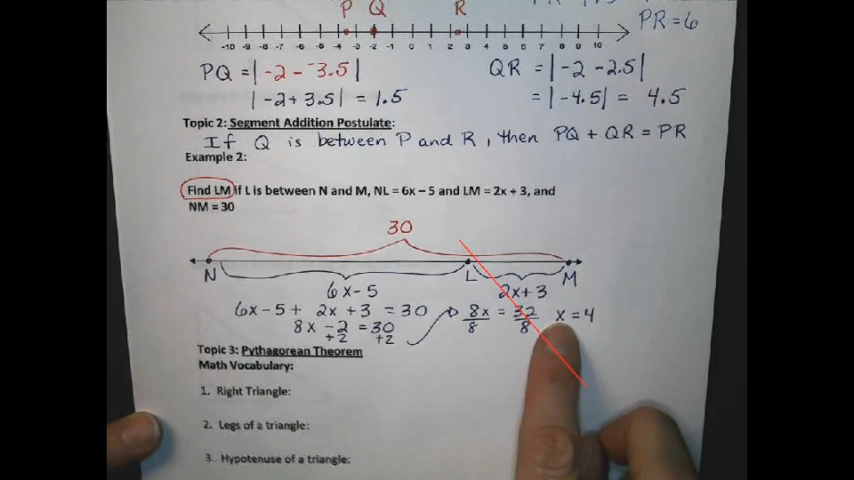 P Q R
-10 -9 -8 -7 -6 -5 -4 -3 -2 -1 0 1 2 3 4 5 6 7 8 9 10
PR = 6
PQ = |-2 - -3.5| QR = |-2 - 2.5|
|-2 + 3.5| = 1.5 = |-4.5| = 4.5
Topic 2: Segment Addition Postulate:
If Q is between P and R, then PQ + QR = PR
Example 2:
Find LM if L is between N and M, NL = 6x – 5 and LM = 2x + 3, and
NM = 30
30
N L M
6x-5 2x+3
6x-5 + 2x + 3 = 30 8x = 32 x = 4
8x - 2 = 30 8 8
+2 +2
Topic 3: Pythagorean Theorem
Math Vocabulary:
1. Right Triangle:
2. Legs of a triangle:
3. Hypotenuse of a triangle: